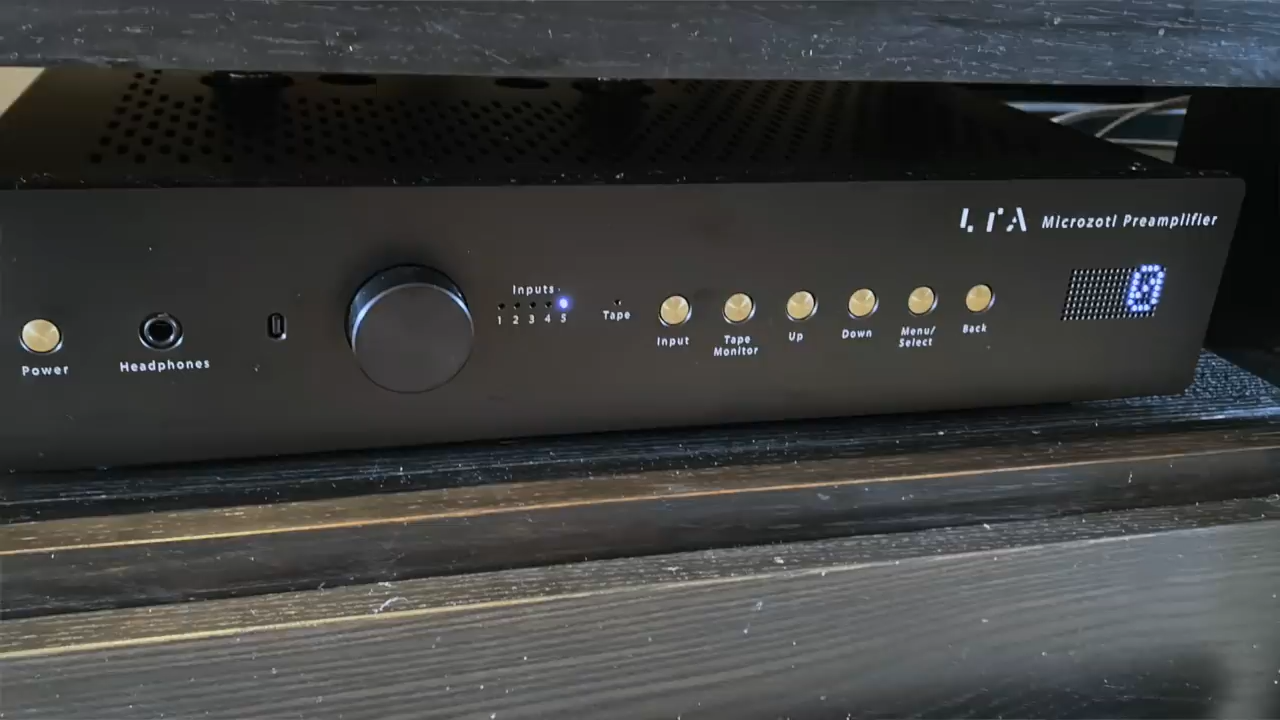 LTA Microzotl Preamplifier
Inputs
1 2 3 4 5
Tape
Power
Headphones
Input
Tape
Monitor
Up
Down
Menu/
Select
Back
8